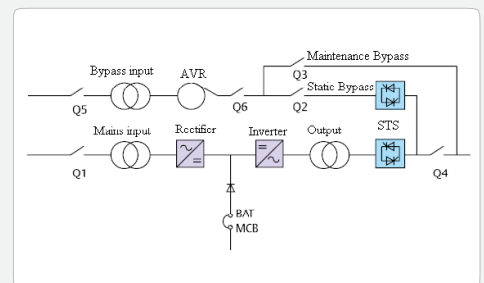 Maintenance Bypass
Q3
Bypass input
AVR
Static Bypass
Q5
Q6
Q2
Mains input
Rectifier
Inverter
Output
STS
Q1
Q4
BAT
MCB